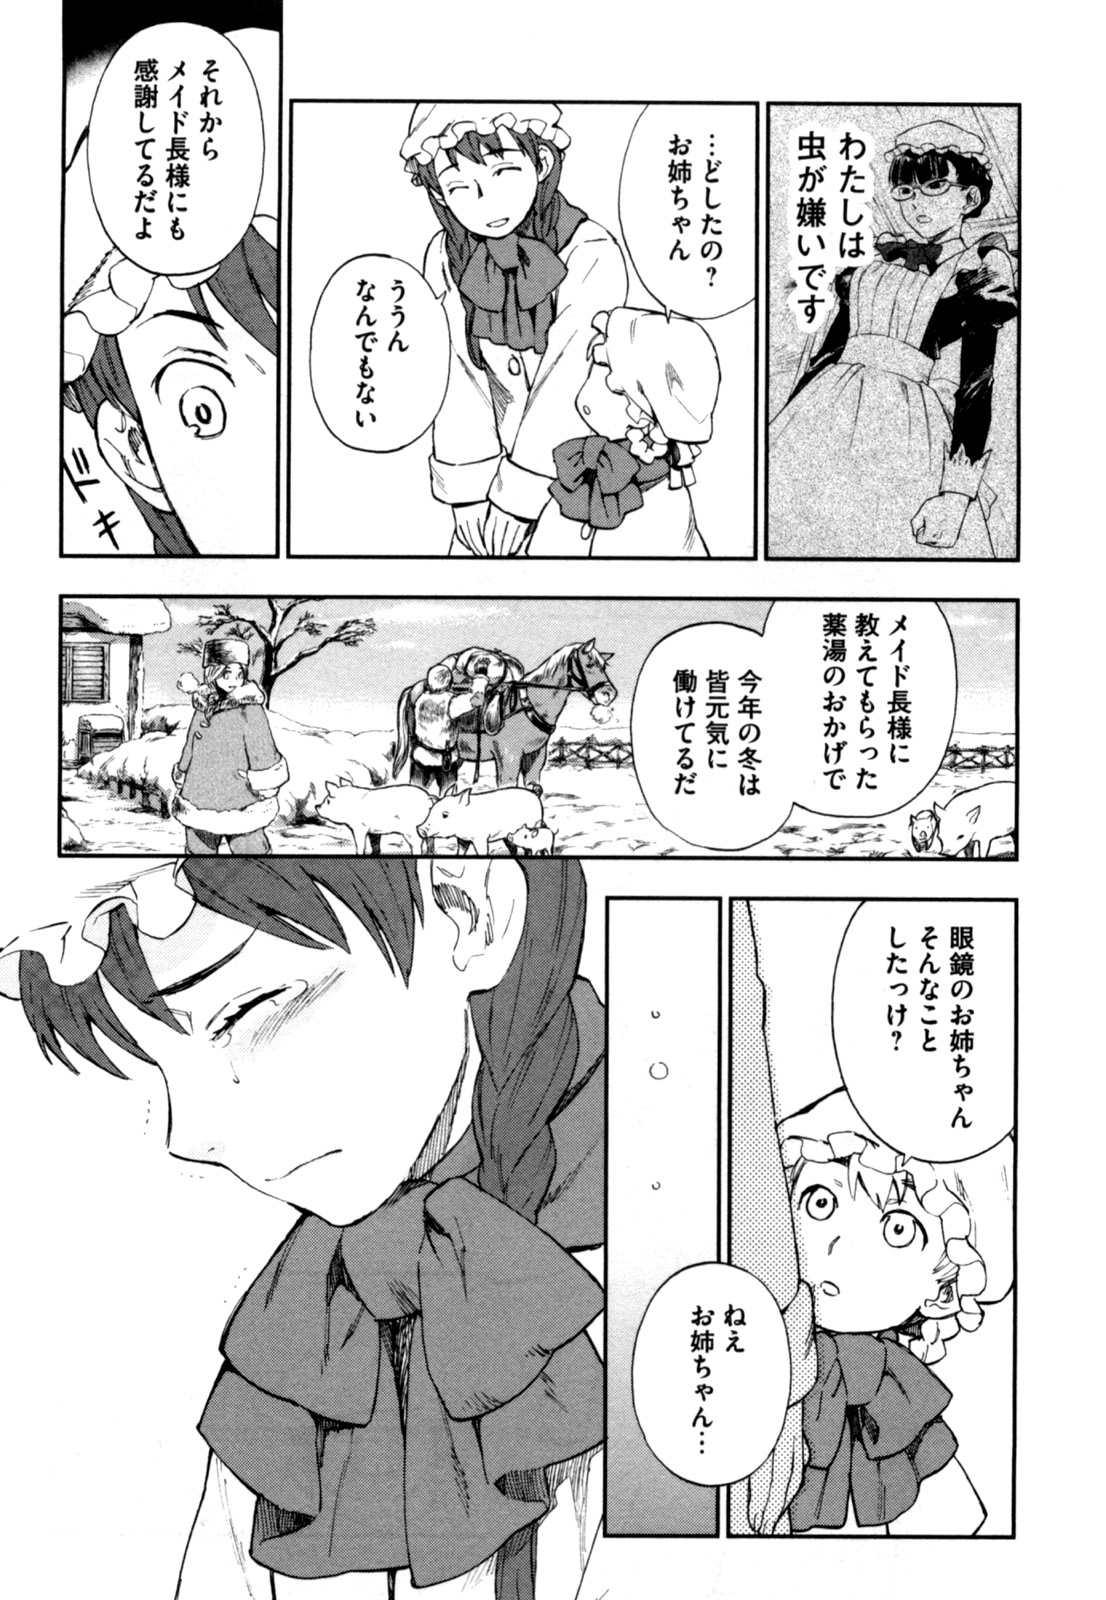 わたしは
虫が嫌いです
…どしたの？
お姉ちゃん
ううん
なんでもない
それから
メイド長様にも
感謝してるだよ
ドキ
メイド長様に
教えてもらった
薬湯のおかげで
今年の冬は
皆元気に
働けてるだ
眼鏡のお姉ちゃん
そんなこと
したっけ？
ねえ
お姉ちゃん…